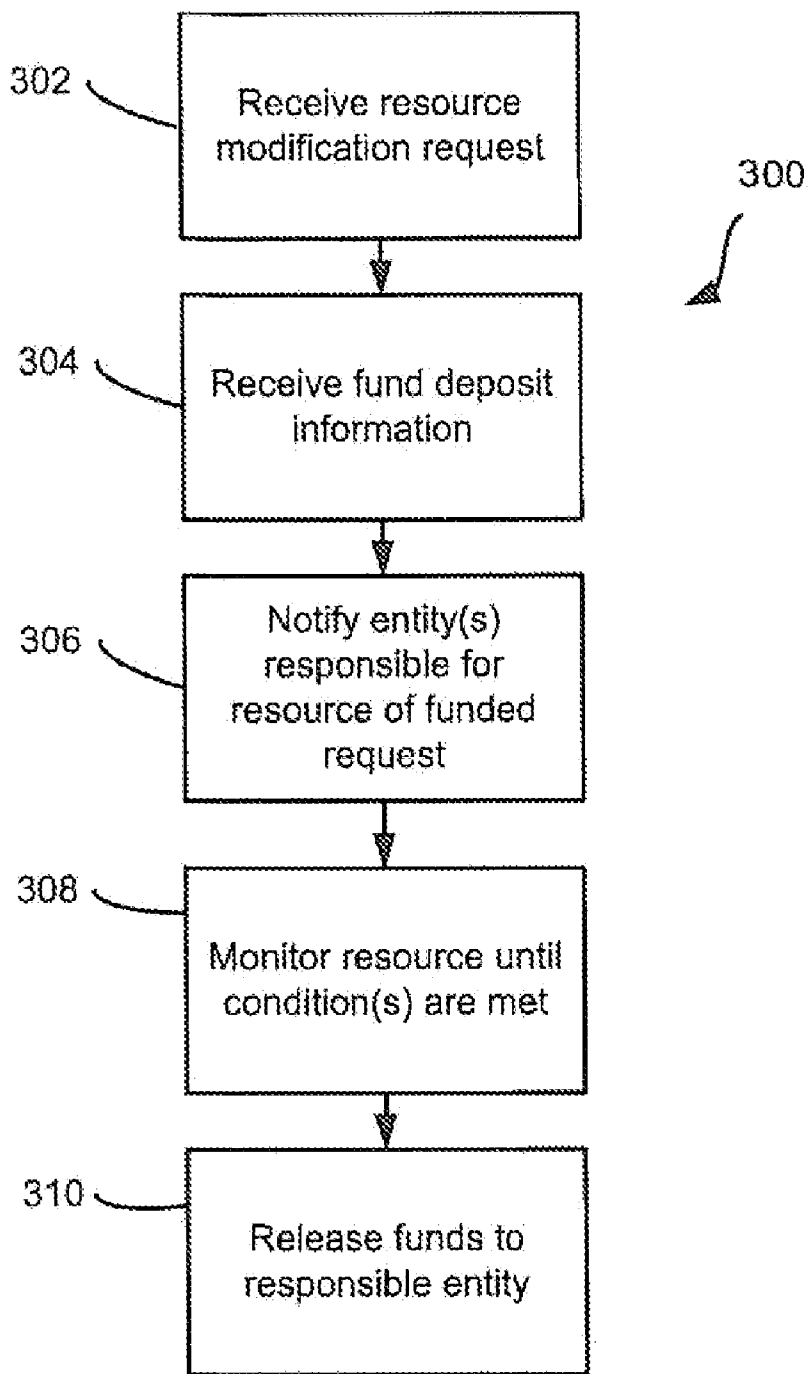 302
Receive resource
modification request
300
304
Receive fund deposit
information
306
Notify entity(s)
responsible for
resource of funded
request
308
Monitor resource until
condition(s) are met
310
Release funds to
responsible entity